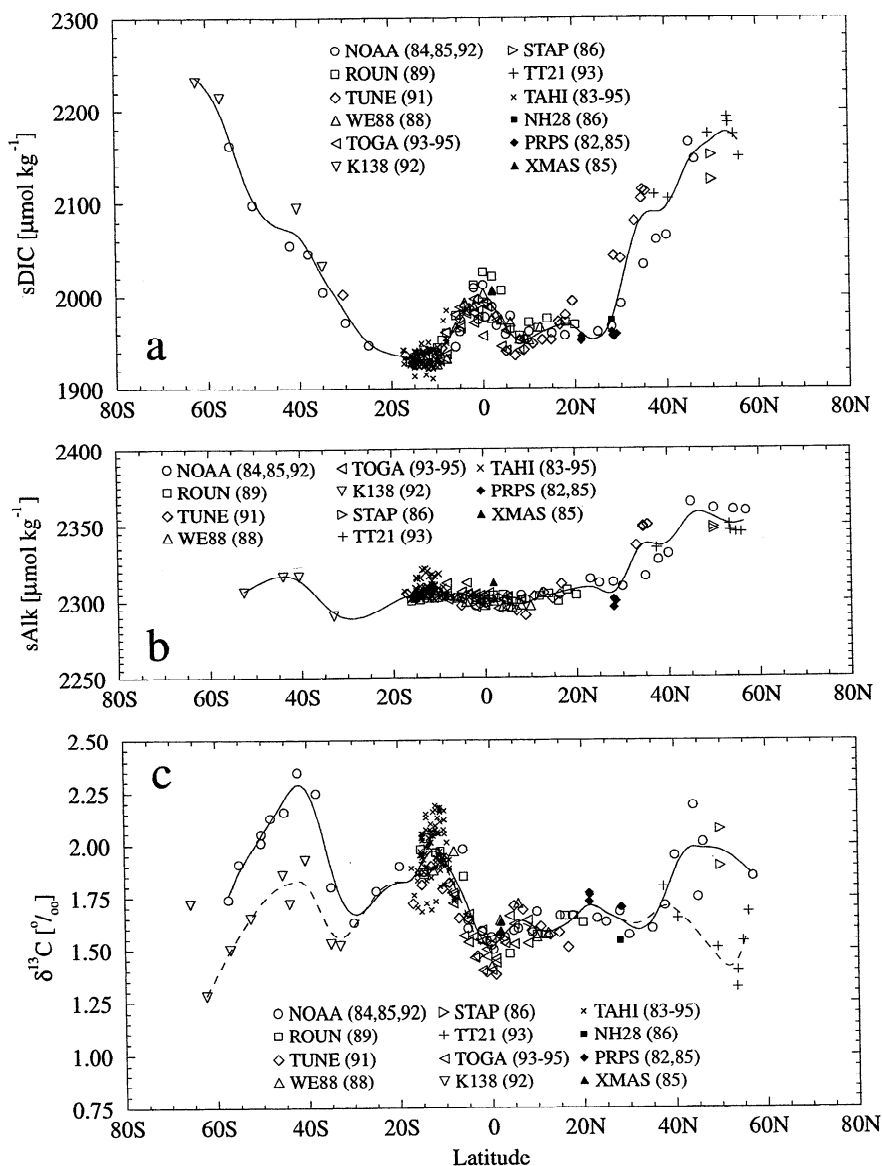 2300
2200
2100
2000
1900
sDIC [μmol kg⁻¹]
NOAA (84,85,92)
ROUN (89)
TUNE (91)
WE88 (88)
TOGA (93-95)
K138 (92)
STAP (86)
TT21 (93)
TAHI (83-95)
NH28 (86)
PRPS (82,85)
XMAS (85)
a
80S 60S 40S 20S 0 20N 40N 60N 80N
2400
2350
2300
2250
sAlk [μmol kg⁻¹]
NOAA (84,85,92)
ROUN (89)
TUNE (91)
WE88 (88)
TOGA (93-95)
K138 (92)
STAP (86)
TT21 (93)
TAHI (83-95)
PRPS (82,85)
XMAS (85)
b
80S 60S 40S 20S 0 20N 40N 60N 80N
2.50
2.25
2.00
1.75
1.50
1.25
1.00
0.75
δ¹³C [⁰/₀₀]
c
NOAA (84,85,92)
ROUN (89)
TUNE (91)
WE88 (88)
STAP (86)
TT21 (93)
TOGA (93-95)
K138 (92)
TAHI (83-95)
NH28 (86)
PRPS (82,85)
XMAS (85)
80S 60S 40S 20S 0 20N 40N 60N 80N
Latitude